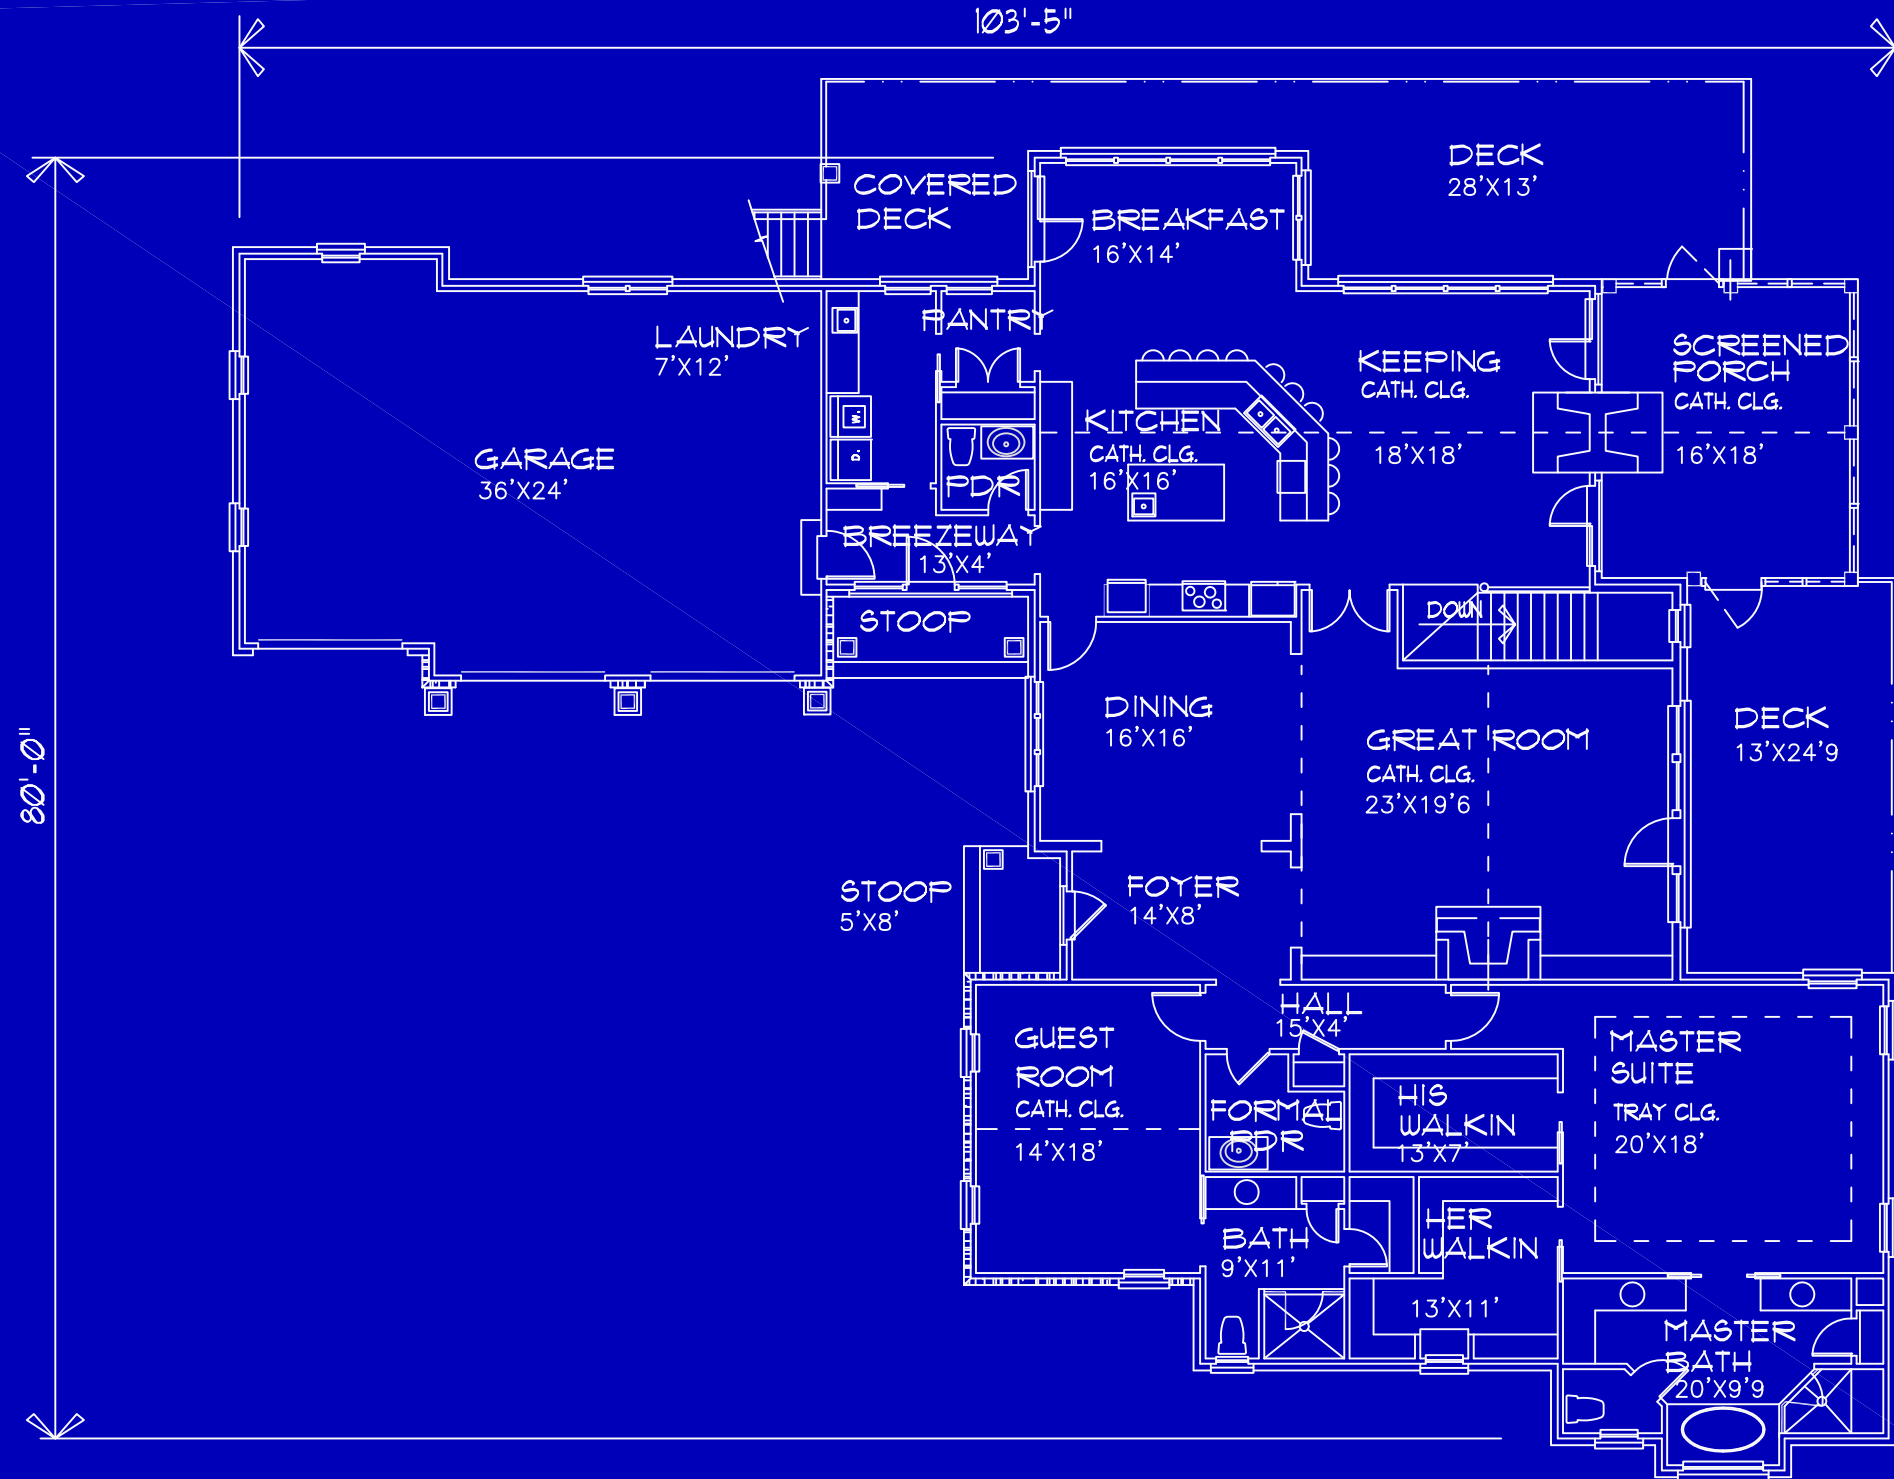 103'-5"
DECK
28'X13'
COVERED
DECK
BREAKFAST
16'X14'
PANTRY
LAUNDRY
7'X12'
KEEPING
CATH. CLG.
18'X18'
SCREENED
PORCH
CATH. CLG.
16'X18'
KITCHEN
CATH. CLG.
16'X16'
W.
D.
GARAGE
36'X24'
PDR
BREEZEWAY
13'X4'
STOOP
DOWN
80'-0"
DINING
16'X16'
GREAT ROOM
CATH. CLG.
23'X19'6
DECK
13'X24'9
STOOP
5'X8'
FOYER
14'X8'
HALL
15'X4'
GUEST
ROOM
CATH. CLG.
14'X18'
FORMAL
PDR
HIS
WALKIN
13'X7'
MASTER
SUITE
TRAY CLG.
20'X18'
BATH
9'X11'
HER
WALKIN
13'X11'
MASTER
BATH
20'X9'9